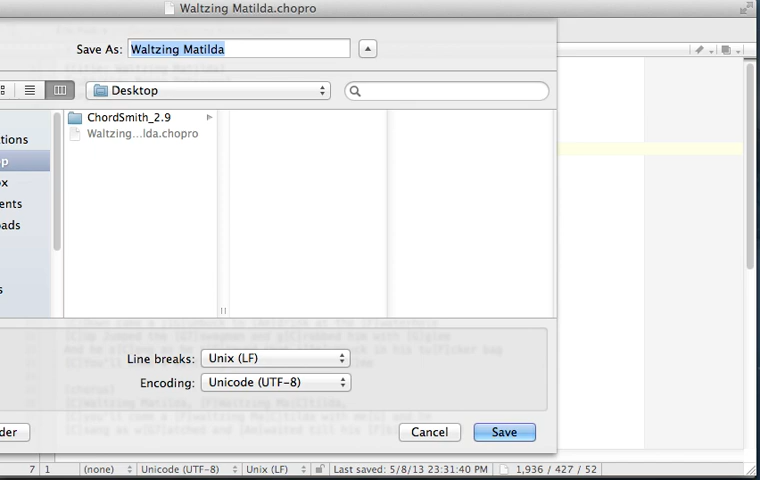 Waltzing Matilda.chopro
Save As: Waltzing Matilda
Desktop
ChordSmith_2.9
tions
Waltzing...lda.chopro
p
x
ents
oads
s
Line breaks: Unix (LF)
Encoding: Unicode (UTF-8)
der
Cancel
Save
7 1 (none) Unicode (UTF-8) Unix (LF) Last saved: 5/8/13 23:31:40 PM 1,936 / 427 / 52